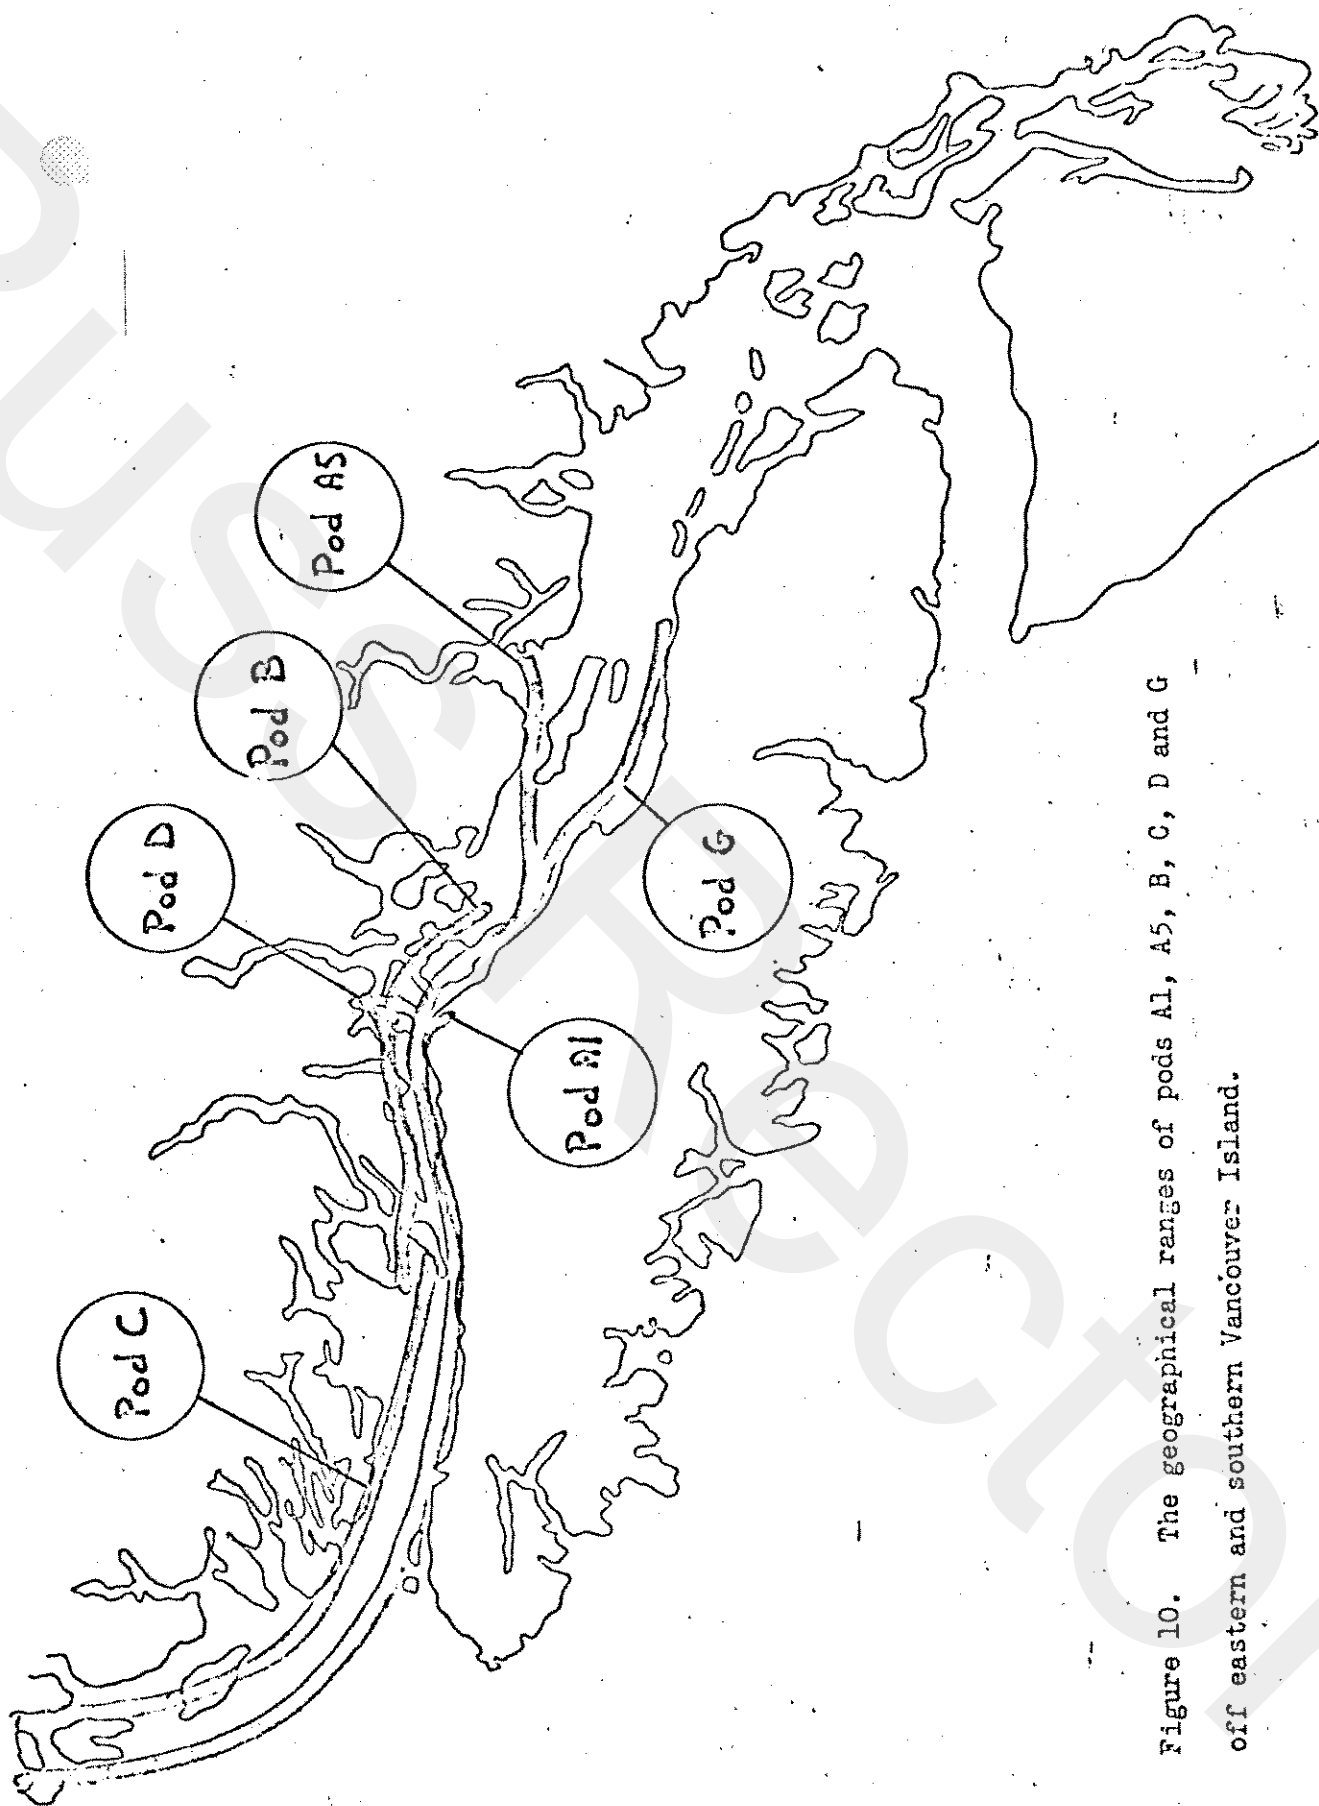 Pod C
Pod D
Pod B
Pod A5
Pod A1
Pod G
Figure 10. The geographical ranges of pods A1, A5, B, C, D and G
off eastern and southern Vancouver Island.